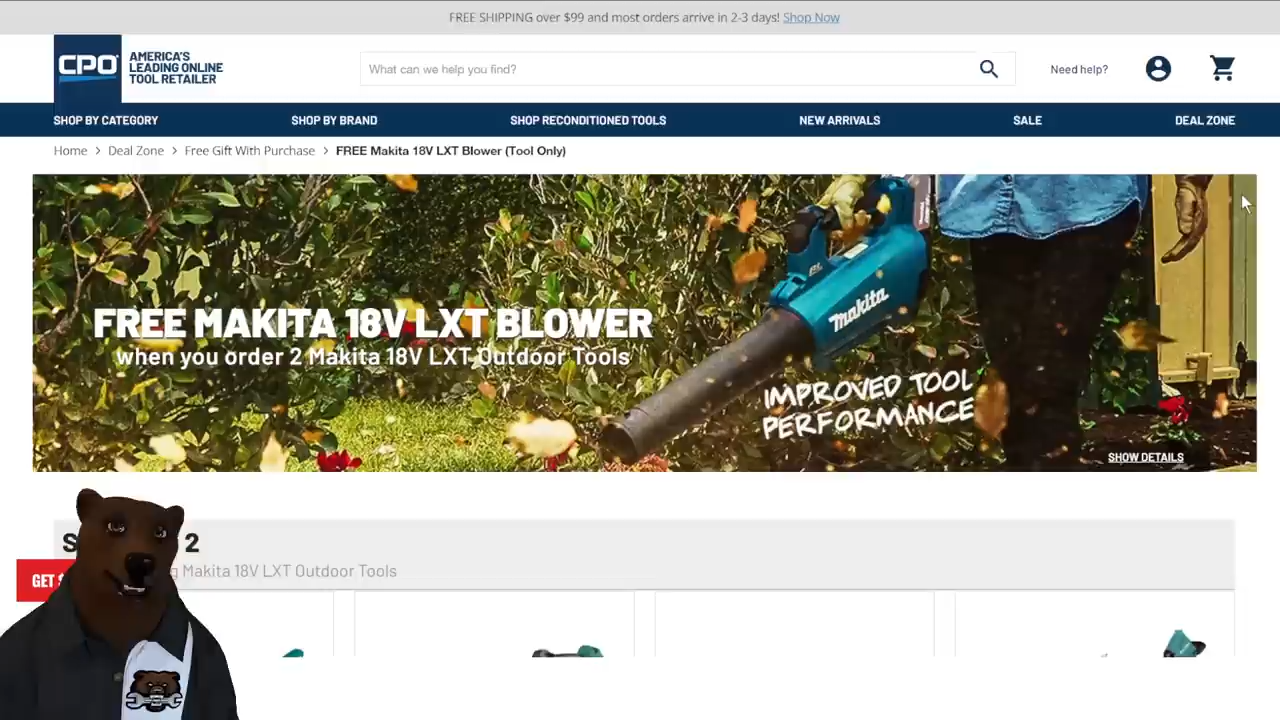 FREE SHIPPING over $99 and most orders arrive in 2-3 days! Shop Now
CPO
AMERICA'S
LEADING ONLINE
TOOL RETAILER
What can we help you find?
Need help?
SHOP BY CATEGORY
SHOP BY BRAND
SHOP RECONDITIONED TOOLS
NEW ARRIVALS
SALE
DEAL ZONE
Home > Deal Zone > Free Gift With Purchase > FREE Makita 18V LXT Blower (Tool Only)
FREE MAKITA 18V LXT BLOWER
when you order 2 Makita 18V LXT Outdoor Tools
makita
IMPROVED TOOL
PERFORMANCE
SHOW DETAILS
2
Makita 18V LXT Outdoor Tools
GET